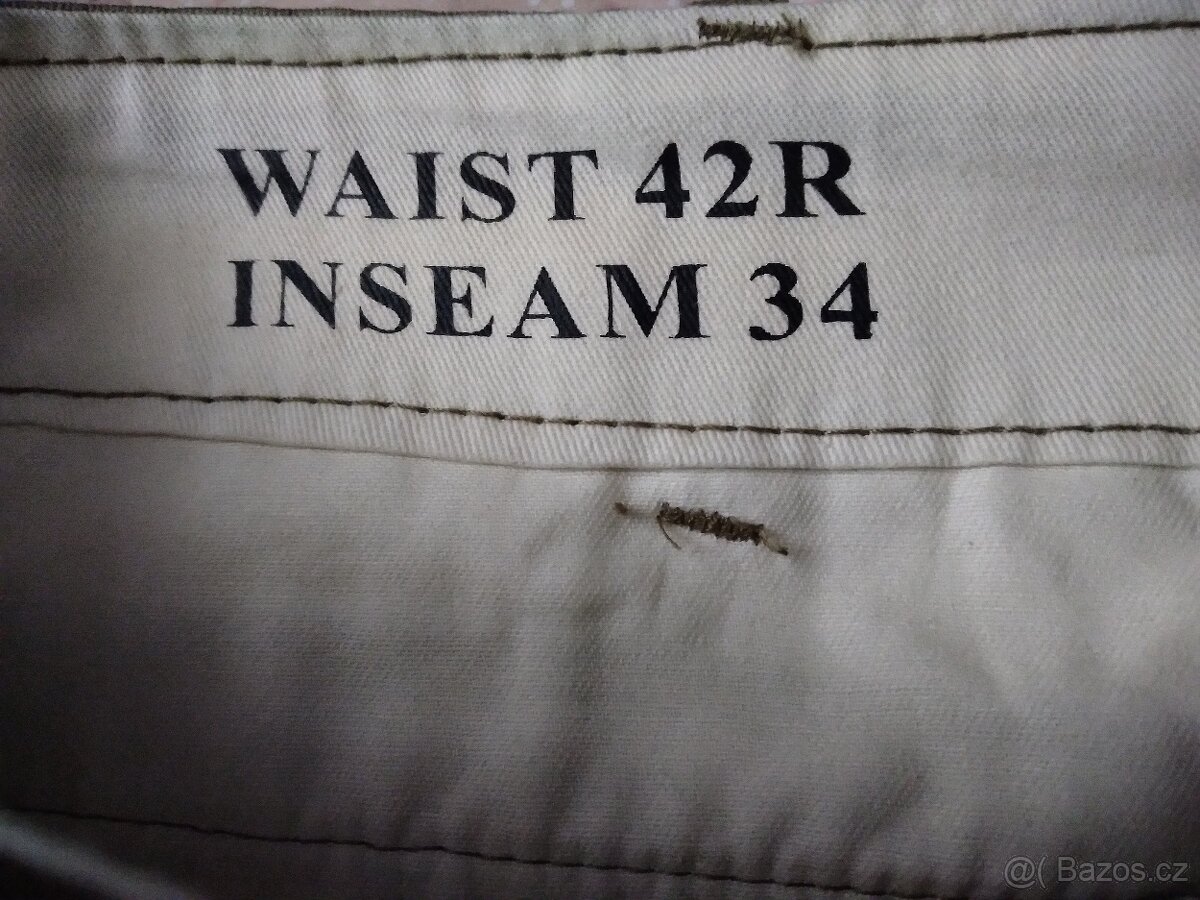 WAIST 42R
INSEAM 34
@( Bazos.cz